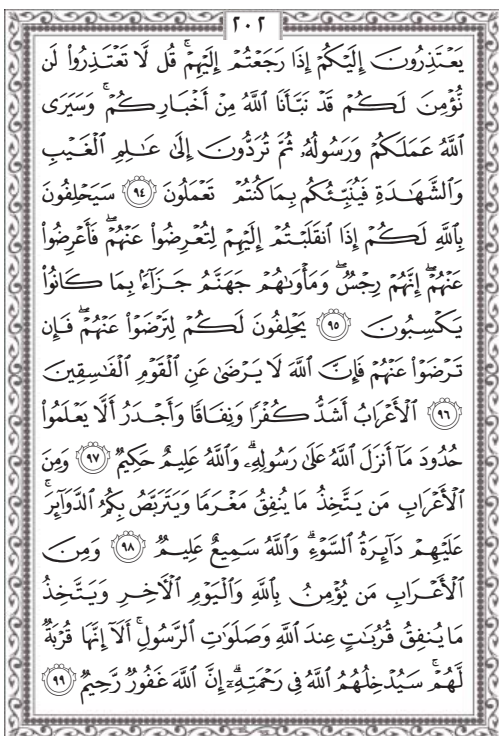 ٢٠٢
يَعْتَذِرُونَ إِلَيْكُمْ إِذَا رَجَعْتُمْ إِلَيْهِمْ ۚ قُل لَّا تَعْتَذِرُوا۟ لَن
نُّؤْمِنَ لَكُمْ قَدْ نَبَّأَنَا ٱللَّهُ مِنْ أَخْبَارِكُمْ ۚ وَسَيَرَى
ٱللَّهُ عَمَلَكُمْ وَرَسُولُهُۥ ثُمَّ تُرَدُّونَ إِلَىٰ عَـٰلِمِ ٱلْغَيْبِ
وَٱلشَّهَـٰدَةِ فَيُنَبِّئُكُم بِمَا كُنتُمْ تَعْمَلُونَ ﴿٩٤﴾ سَيَحْلِفُونَ
بِٱللَّهِ لَكُمْ إِذَا ٱنقَلَبْتُمْ إِلَيْهِمْ لِتُعْرِضُوا۟ عَنْهُمْ ۖ فَأَعْرِضُوا۟
عَنْهُمْ ۖ إِنَّهُمْ رِجْسٌ ۖ وَمَأْوَىٰهُمْ جَهَنَّمُ جَزَآءًۢ بِمَا كَانُوا۟
يَكْسِبُونَ ﴿٩٥﴾ يَحْلِفُونَ لَكُمْ لِتَرْضَوْا۟ عَنْهُمْ ۖ فَإِن
تَرْضَوْا۟ عَنْهُمْ فَإِنَّ ٱللَّهَ لَا يَرْضَىٰ عَنِ ٱلْقَوْمِ ٱلْفَـٰسِقِينَ
﴿٩٦﴾ ٱلْأَعْرَابُ أَشَدُّ كُفْرًا وَنِفَاقًا وَأَجْدَرُ أَلَّا يَعْلَمُوا۟
حُدُودَ مَآ أَنزَلَ ٱللَّهُ عَلَىٰ رَسُولِهِۦ ۗ وَٱللَّهُ عَلِيمٌ حَكِيمٌ ﴿٩٧﴾ وَمِنَ
ٱلْأَعْرَابِ مَن يَتَّخِذُ مَا يُنفِقُ مَغْرَمًا وَيَتَرَبَّصُ بِكُمُ ٱلدَّوَآئِرَ ۚ
عَلَيْهِمْ دَآئِرَةُ ٱلسَّوْءِ ۗ وَٱللَّهُ سَمِيعٌ عَلِيمٌ ﴿٩٨﴾ وَمِنَ
ٱلْأَعْرَابِ مَن يُؤْمِنُ بِٱللَّهِ وَٱلْيَوْمِ ٱلْـَٔاخِرِ وَيَتَّخِذُ
مَا يُنفِقُ قُرُبَـٰتٍ عِندَ ٱللَّهِ وَصَلَوَٰتِ ٱلرَّسُولِ ۚ أَلَآ إِنَّهَا قُرْبَةٌ
لَّهُمْ ۚ سَيُدْخِلُهُمُ ٱللَّهُ فِى رَحْمَتِهِۦٓ ۗ إِنَّ ٱللَّهَ غَفُورٌ رَّحِيمٌ ﴿٩٩﴾